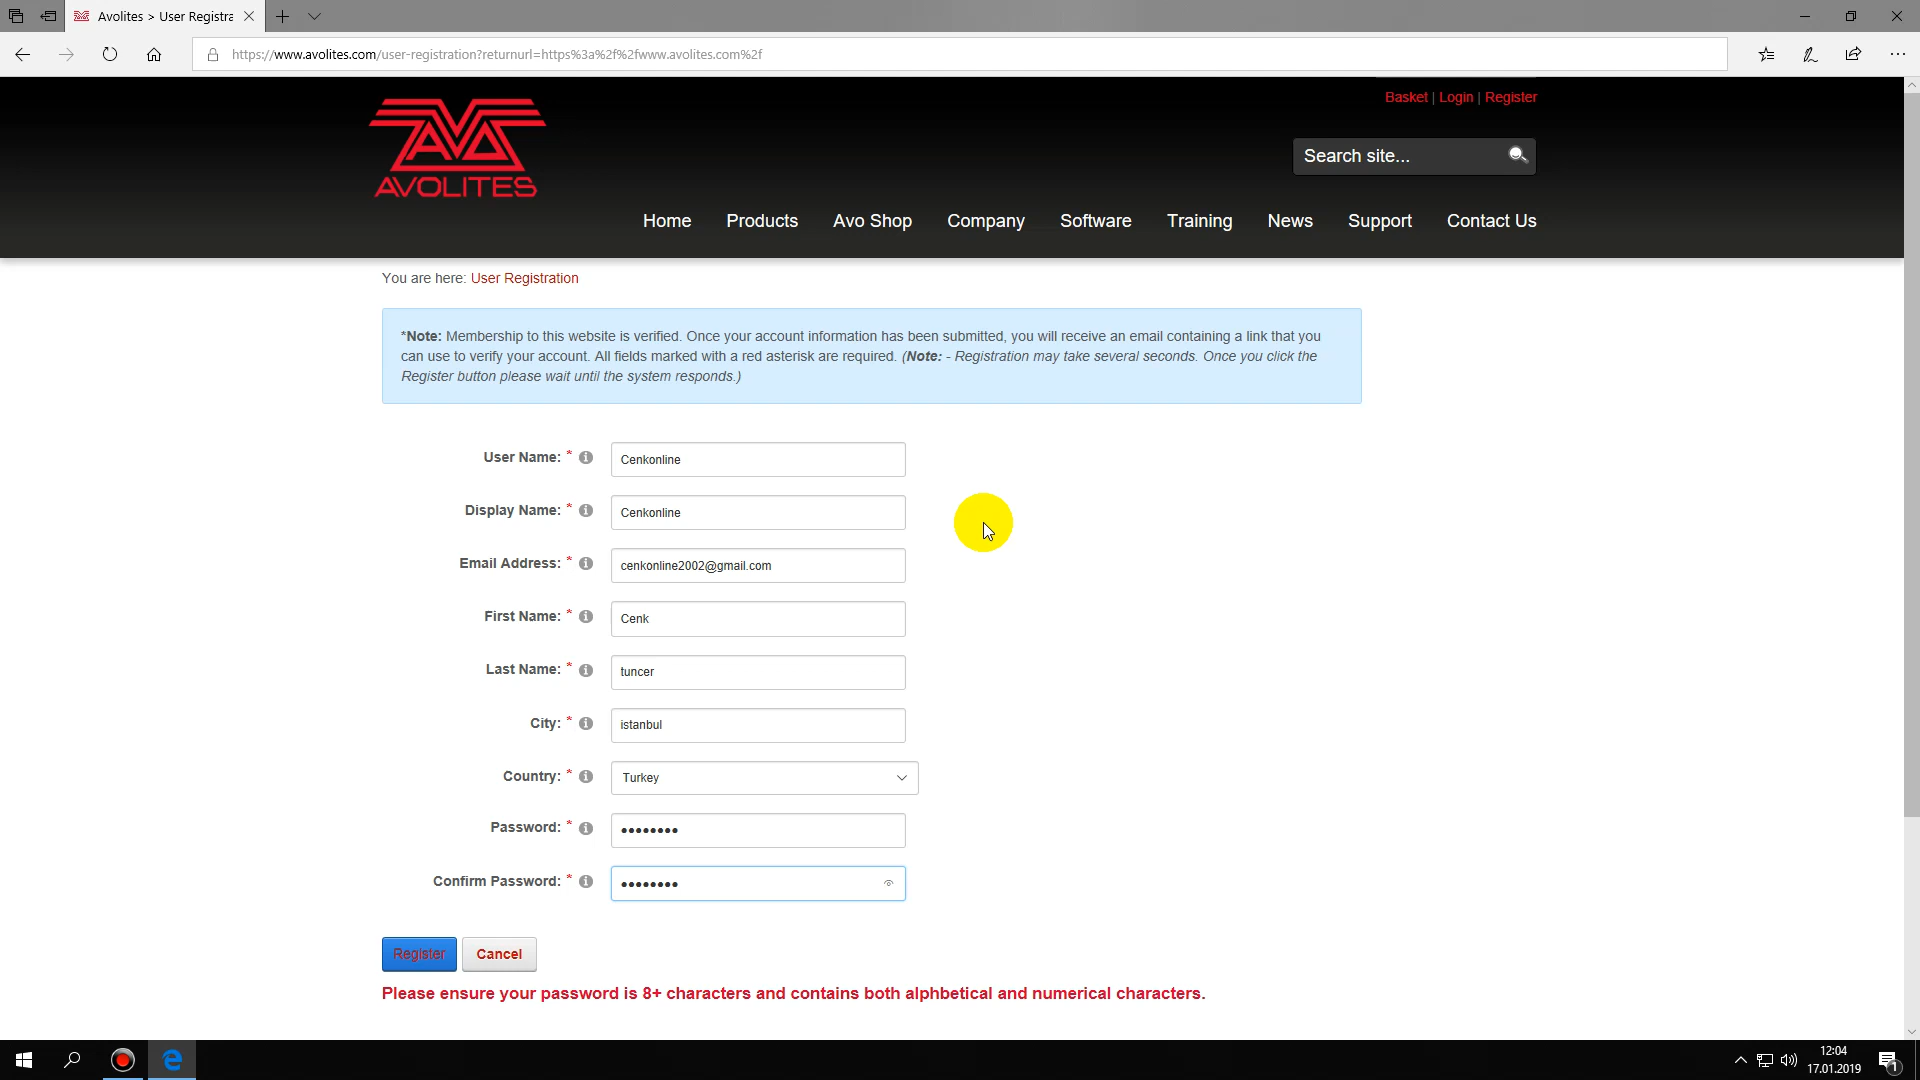 Avolites > User Registra
https://www.avolites.com/user-registration?returnurl=https%3a%2f%2fwww.avolites.com%2f
Basket | Login | Register
AVOLITES
Search site...
Home Products Avo Shop Company Software Training News Support Contact Us
You are here: User Registration
*Note: Membership to this website is verified. Once your account information has been submitted, you will receive an email containing a link that you
can use to verify your account. All fields marked with a red asterisk are required. (Note: - Registration may take several seconds. Once you click the
Register button please wait until the system responds.)
User Name: * Cenkonline
Display Name: * Cenkonline
Email Address: * cenkonline2002@gmail.com
First Name: * Cenk
Last Name: * tuncer
City: * istanbul
Country: * Turkey
Password: * ••••••••
Confirm Password: * ••••••••
Register Cancel
Please ensure your password is 8+ characters and contains both alphbetical and numerical characters.
12:04
17.01.2019
1